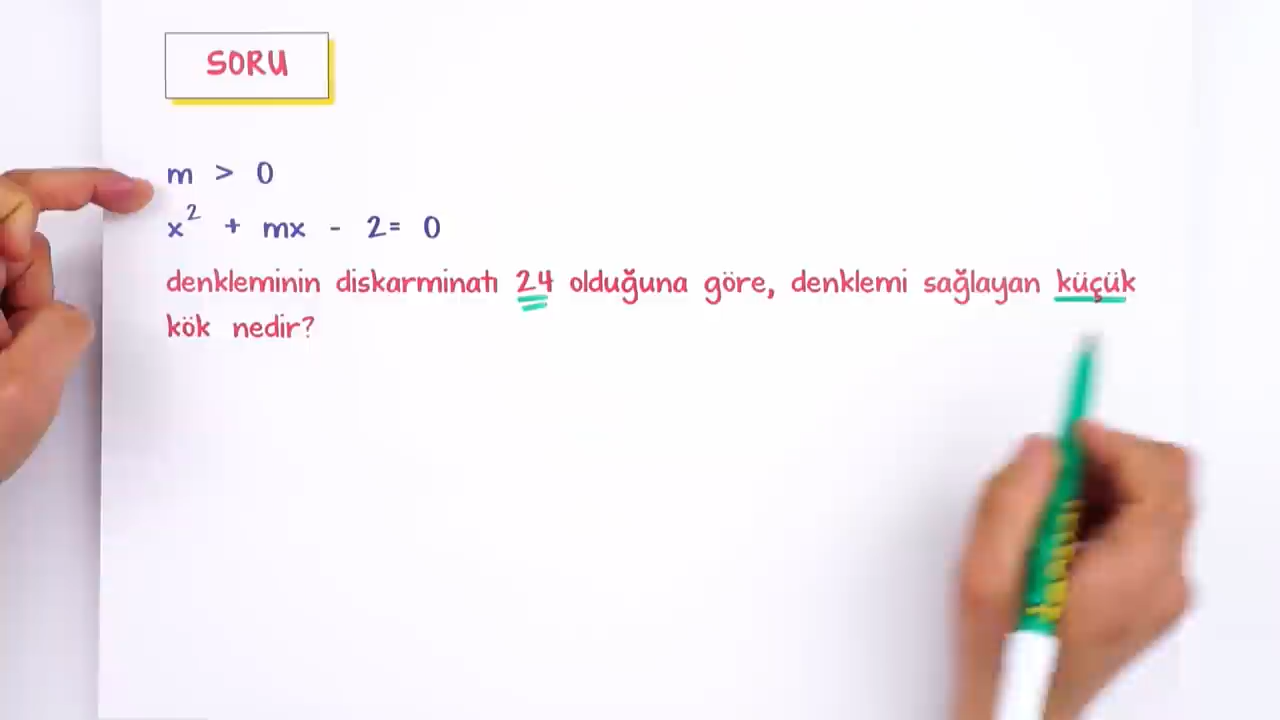 SORU
m > 0
x² + mx - 2= 0
denkleminin diskarminatı 24 olduğuna göre, denklemi sağlayan küçük
kök nedir?